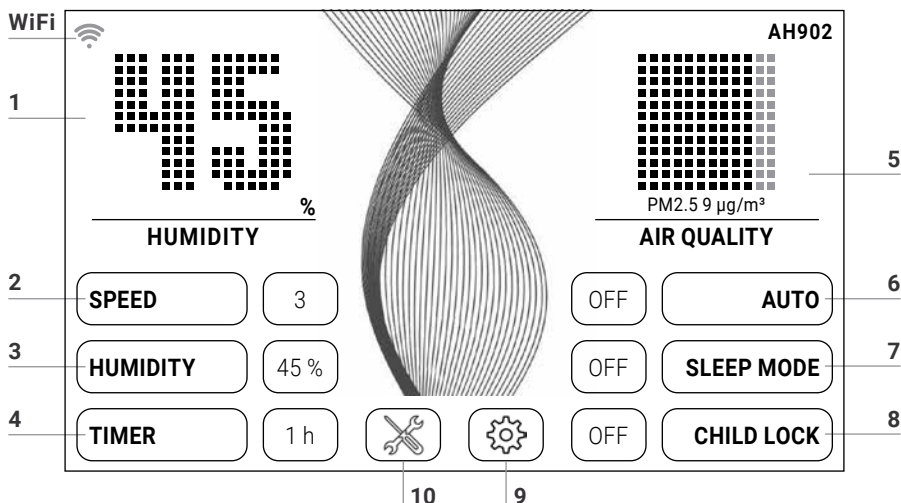 WiFi
AH902
1
45
%
HUMIDITY
5
PM2.5 9 µg/m³
AIR QUALITY
2
SPEED
3
OFF
AUTO
6
3
HUMIDITY
45 %
OFF
SLEEP MODE
7
4
TIMER
1 h
OFF
CHILD LOCK
8
10
9